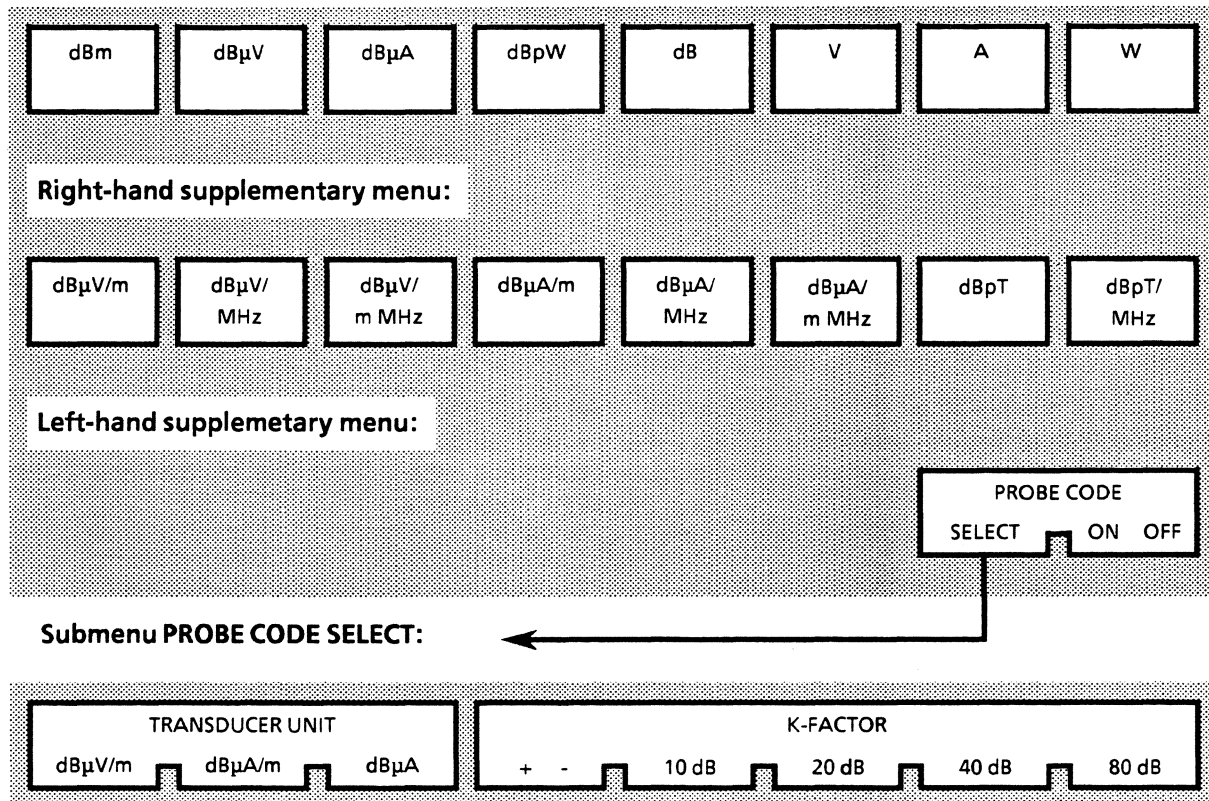 dBm dBµV dBµA dBpW dB V A W
Right-hand supplementary menu:
dBµV/m dBµV/ dBµV/ dBµA/m dBµA/ dBµA/ dBpT dBpT/
MHz m MHz MHz m MHz MHz
Left-hand supplemetary menu:
PROBE CODE
SELECT ON OFF
Submenu PROBE CODE SELECT:
TRANSDUCER UNIT K-FACTOR
dBµV/m dBµA/m dBµA + - 10 dB 20 dB 40 dB 80 dB